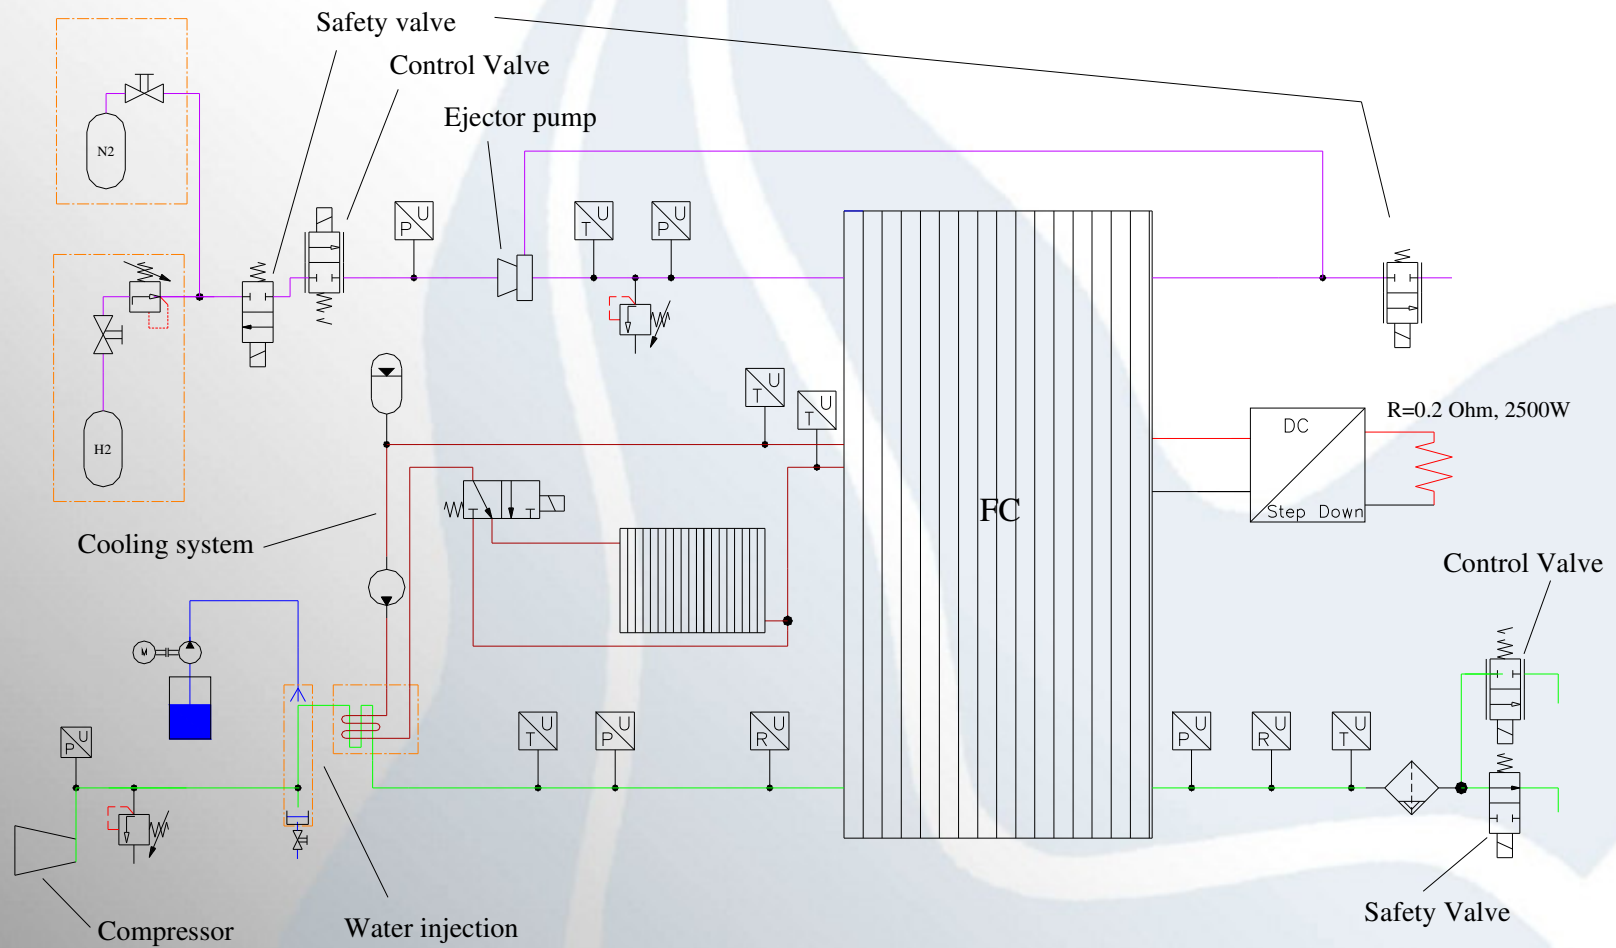 Safety valve
Control Valve
Ejector pump
N2
U
P
U
T
U
P
H2
U
T
U
T
R=0.2 Ohm, 2500W
DC
Step Down
FC
Cooling system
Control Valve
M
U
P
U
T
U
P
U
R
U
P
U
R
U
T
Compressor
Water injection
Safety Valve